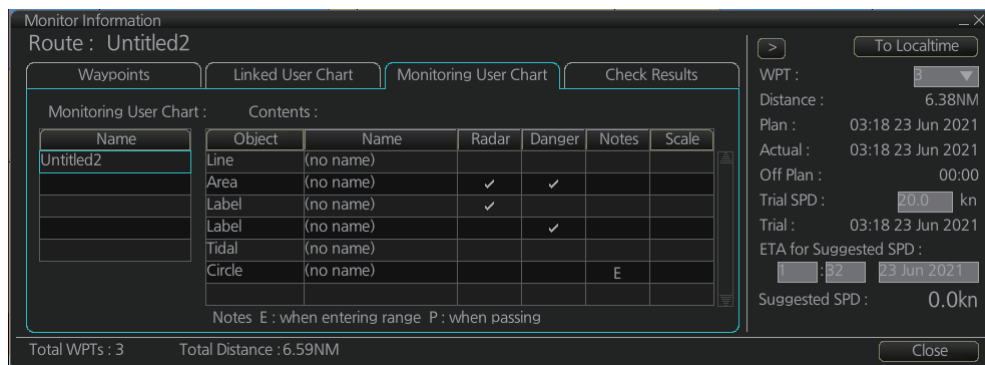 Monitor Information
Route : Untitled2
Waypoints Linked User Chart Monitoring User Chart Check Results
Monitoring User Chart : Contents :
Name Object Name Radar Danger Notes Scale
Untitled2 Line (no name)
Area (no name) ✓ ✓
Label (no name) ✓
Label (no name) ✓
Tidal (no name)
Circle (no name) E
Notes E : when entering range P : when passing
> To Localtime
WPT : 3
Distance : 6.38NM
Plan : 03:18 23 Jun 2021
Actual : 03:18 23 Jun 2021
Off Plan : 00:00
Trial SPD : 20.0 kn
Trial : 03:18 23 Jun 2021
ETA for Suggested SPD :
1 :32 23 Jun 2021
Suggested SPD : 0.0kn
Total WPTs : 3 Total Distance : 6.59NM Close